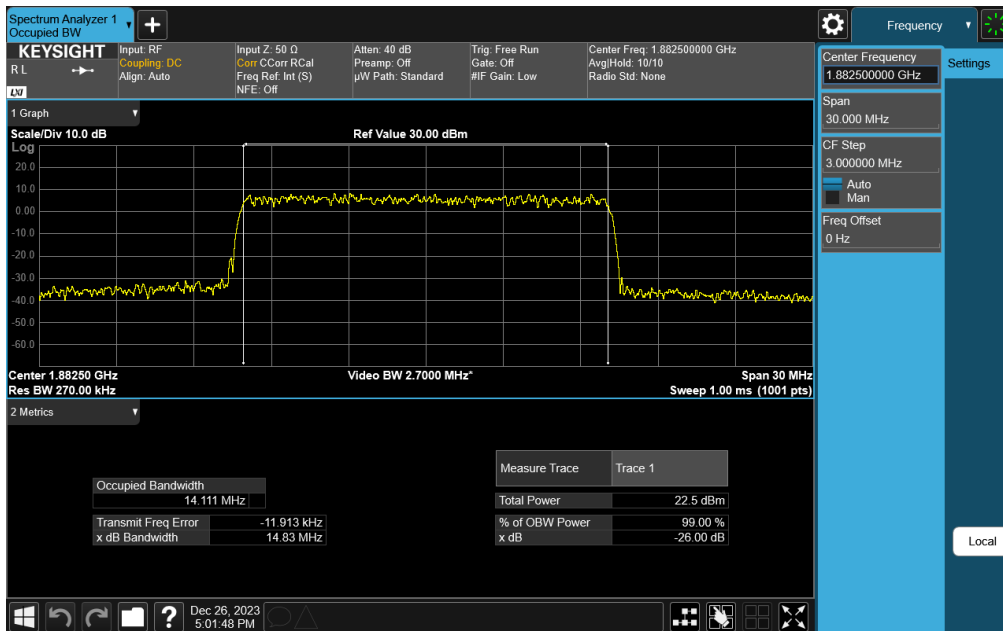 Spectrum Analyzer 1
Occupied BW
Frequency
KEYSIGHT
R L
LXI
Input: RF
Coupling: DC
Align: Auto
Input Z: 50 Ω
Corr CCorr RCal
Freq Ref: Int (S)
NFE: Off
Atten: 40 dB
Preamp: Off
µW Path: Standard
Trig: Free Run
Gate: Off
#IF Gain: Low
Center Freq: 1.882500000 GHz
Avg|Hold: 10/10
Radio Std: None
Center Frequency
1.882500000 GHz
Settings
Span
30.000 MHz
CF Step
3.000000 MHz
Auto
Man
Freq Offset
0 Hz
Local
1 Graph
Scale/Div 10.0 dB
Ref Value 30.00 dBm
Log
20.0
10.0
0.00
-10.0
-20.0
-30.0
-40.0
-50.0
-60.0
Center 1.88250 GHz
Video BW 2.7000 MHz*
Span 30 MHz
Res BW 270.00 kHz
Sweep 1.00 ms (1001 pts)
2 Metrics
Occupied Bandwidth
14.111 MHz
Transmit Freq Error -11.913 kHz
x dB Bandwidth 14.83 MHz
Measure Trace Trace 1
Total Power 22.5 dBm
% of OBW Power 99.00 %
x dB -26.00 dB
?
Dec 26, 2023
5:01:48 PM